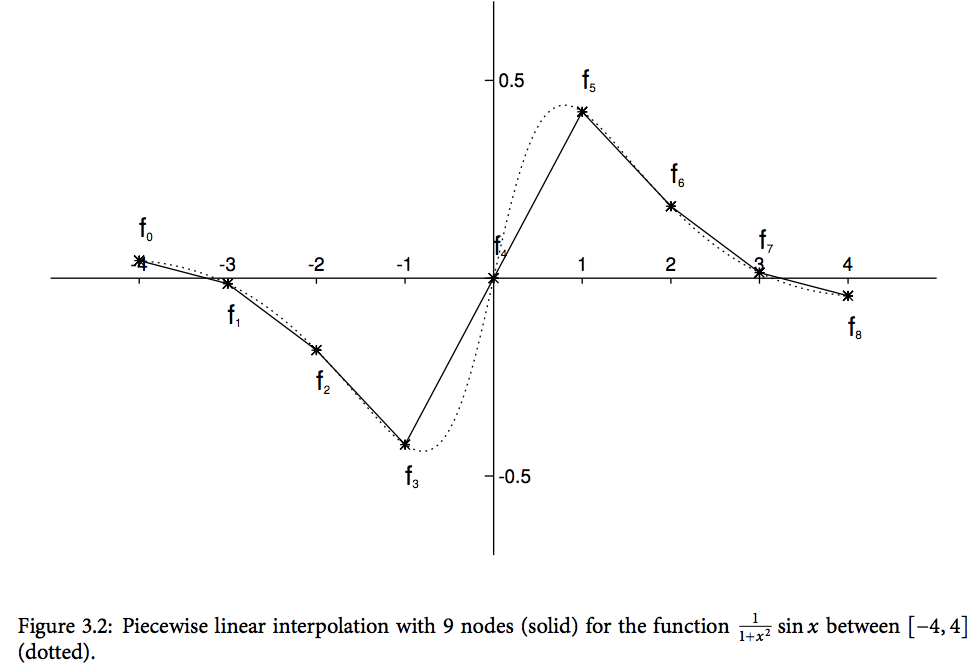 0.5
f₅
f₆
f₀
f₄
f₇
-4 -3 -2 -1 1 2 3 4
f₁
f₈
f₂
f₃
-0.5
Figure 3.2: Piecewise linear interpolation with 9 nodes (solid) for the function 1/(1+x²) sin x between [−4, 4]
(dotted).